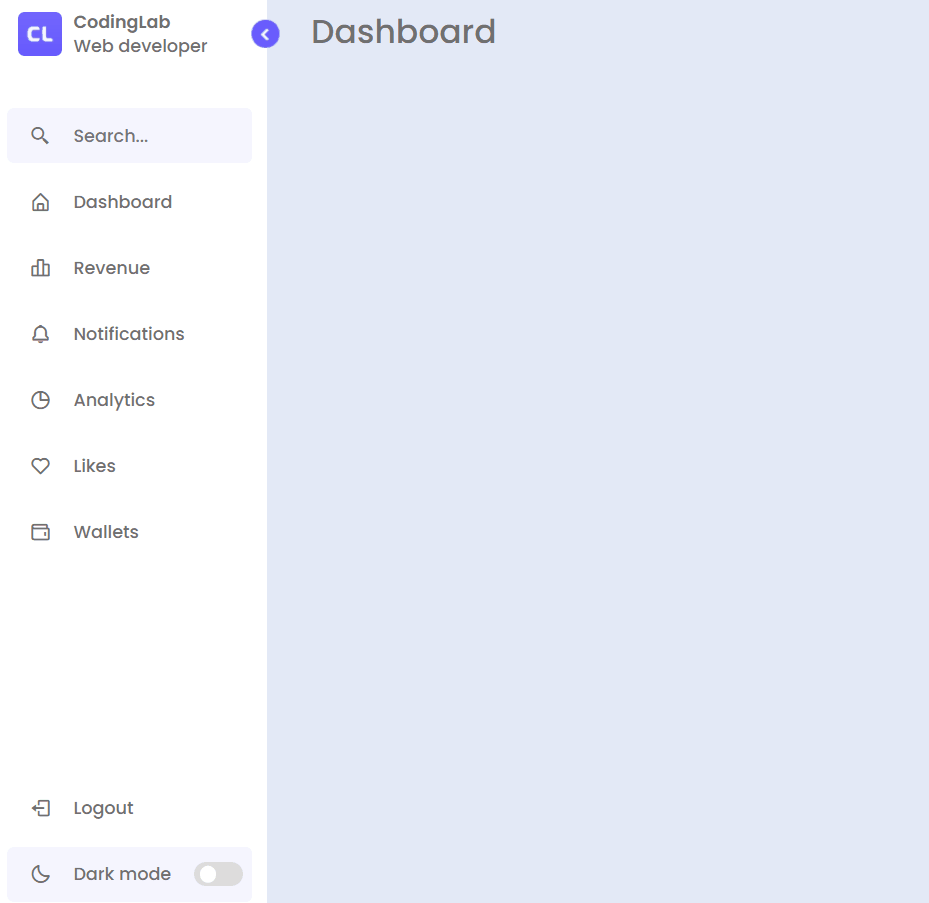 CL
CodingLab
Web developer
Dashboard
Search...
Dashboard
Revenue
Notifications
Analytics
Likes
Wallets
Logout
Dark mode